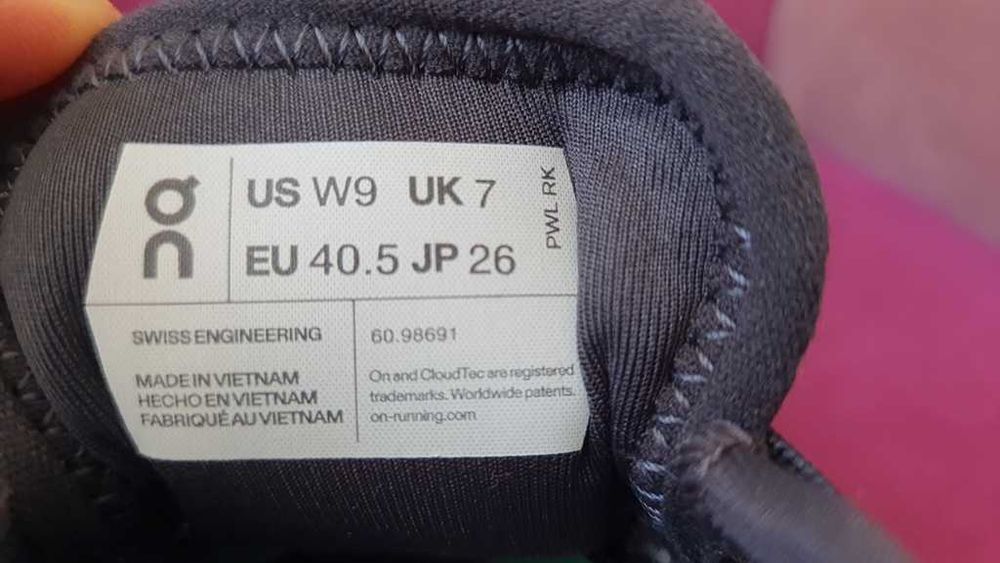 On
US W9 UK 7
EU 40.5 JP 26
PWL RK
SWISS ENGINEERING
MADE IN VIETNAM
HECHO EN VIETNAM
FABRIQUÉ AU VIETNAM
60.98691
On and CloudTec are registered
trademarks. Worldwide patents.
on-running.com